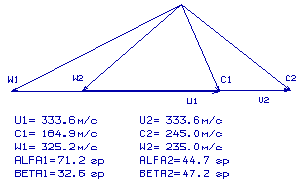 W1 W2 C1 C2
U1 U2
U1= 333.6м/с U2= 333.6м/с
C1= 184.9м/с C2= 245.0м/с
W1= 325.2м/с W2= 235.0м/с
ALFA1=71.2 гр ALFA2=44.7 гр
BETA1=32.6 гр BETA2=47.2 гр